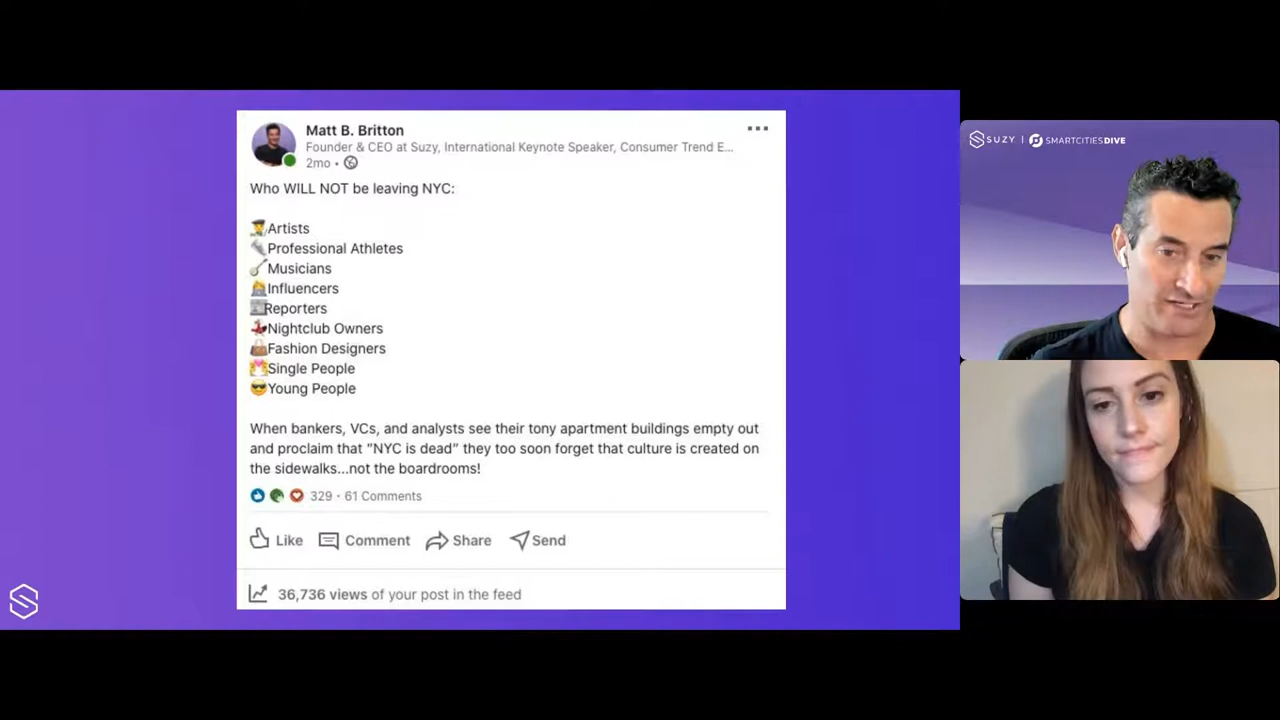 Matt B. Britton
Founder & CEO at Suzy, International Keynote Speaker, Consumer Trend E...
2mo •
Who WILL NOT be leaving NYC:
Artists
Professional Athletes
Musicians
Influencers
Reporters
Nightclub Owners
Fashion Designers
Single People
Young People
When bankers, VCs, and analysts see their tony apartment buildings empty out
and proclaim that "NYC is dead" they too soon forget that culture is created on
the sidewalks...not the boardrooms!
329 · 61 Comments
Like Comment Share Send
36,736 views of your post in the feed
SUZY | SMARTCITIESDIVE